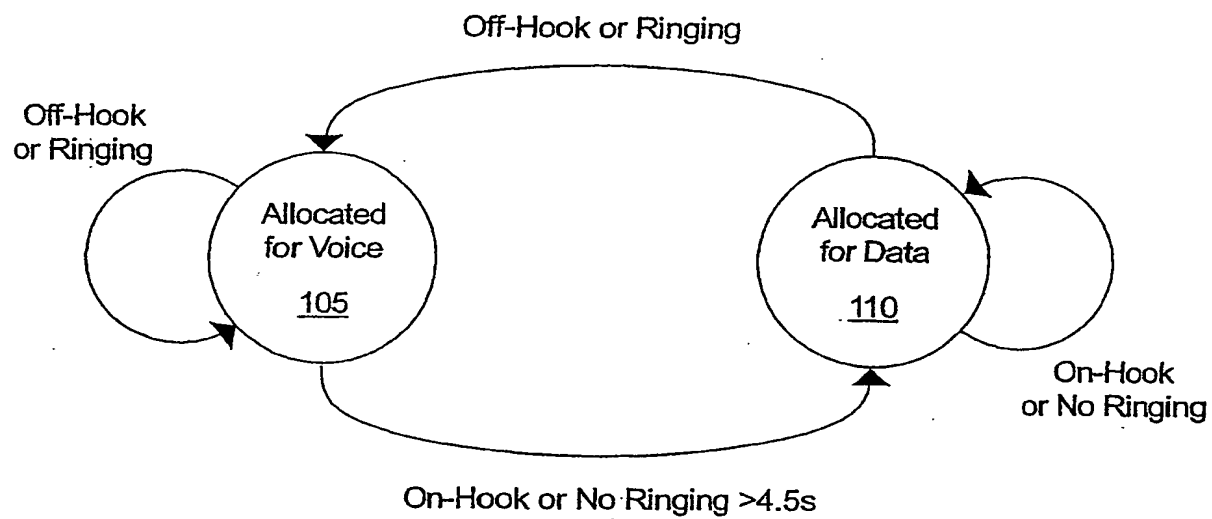 Off-Hook or Ringing
Off-Hook
or Ringing
Allocated
for Voice
105
Allocated
for Data
110
On-Hook
or No Ringing
On-Hook or No Ringing >4.5s